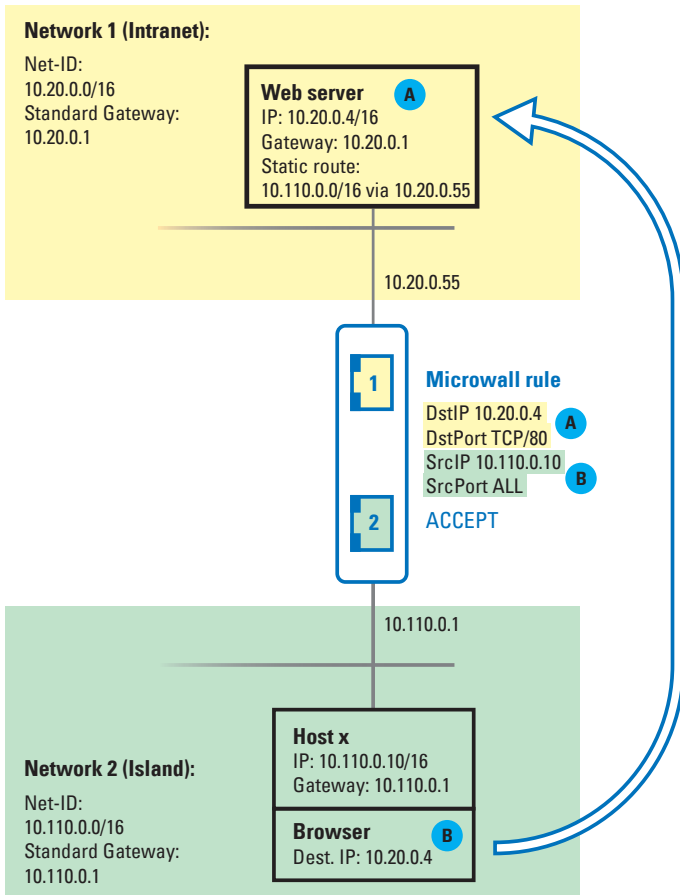 Network 1 (Intranet):
Net-ID:
10.20.0.0/16
Standard Gateway:
10.20.0.1
Web server A
IP: 10.20.0.4/16
Gateway: 10.20.0.1
Static route:
10.110.0.0/16 via 10.20.0.55
10.20.0.55
1
Microwall rule
DstIP 10.20.0.4
DstPort TCP/80
A
SrcIP 10.110.0.10
SrcPort ALL
B
2
ACCEPT
10.110.0.1
Host x
IP: 10.110.0.10/16
Gateway: 10.110.0.1
Browser B
Dest. IP: 10.20.0.4
Network 2 (Island):
Net-ID:
10.110.0.0/16
Standard Gateway:
10.110.0.1